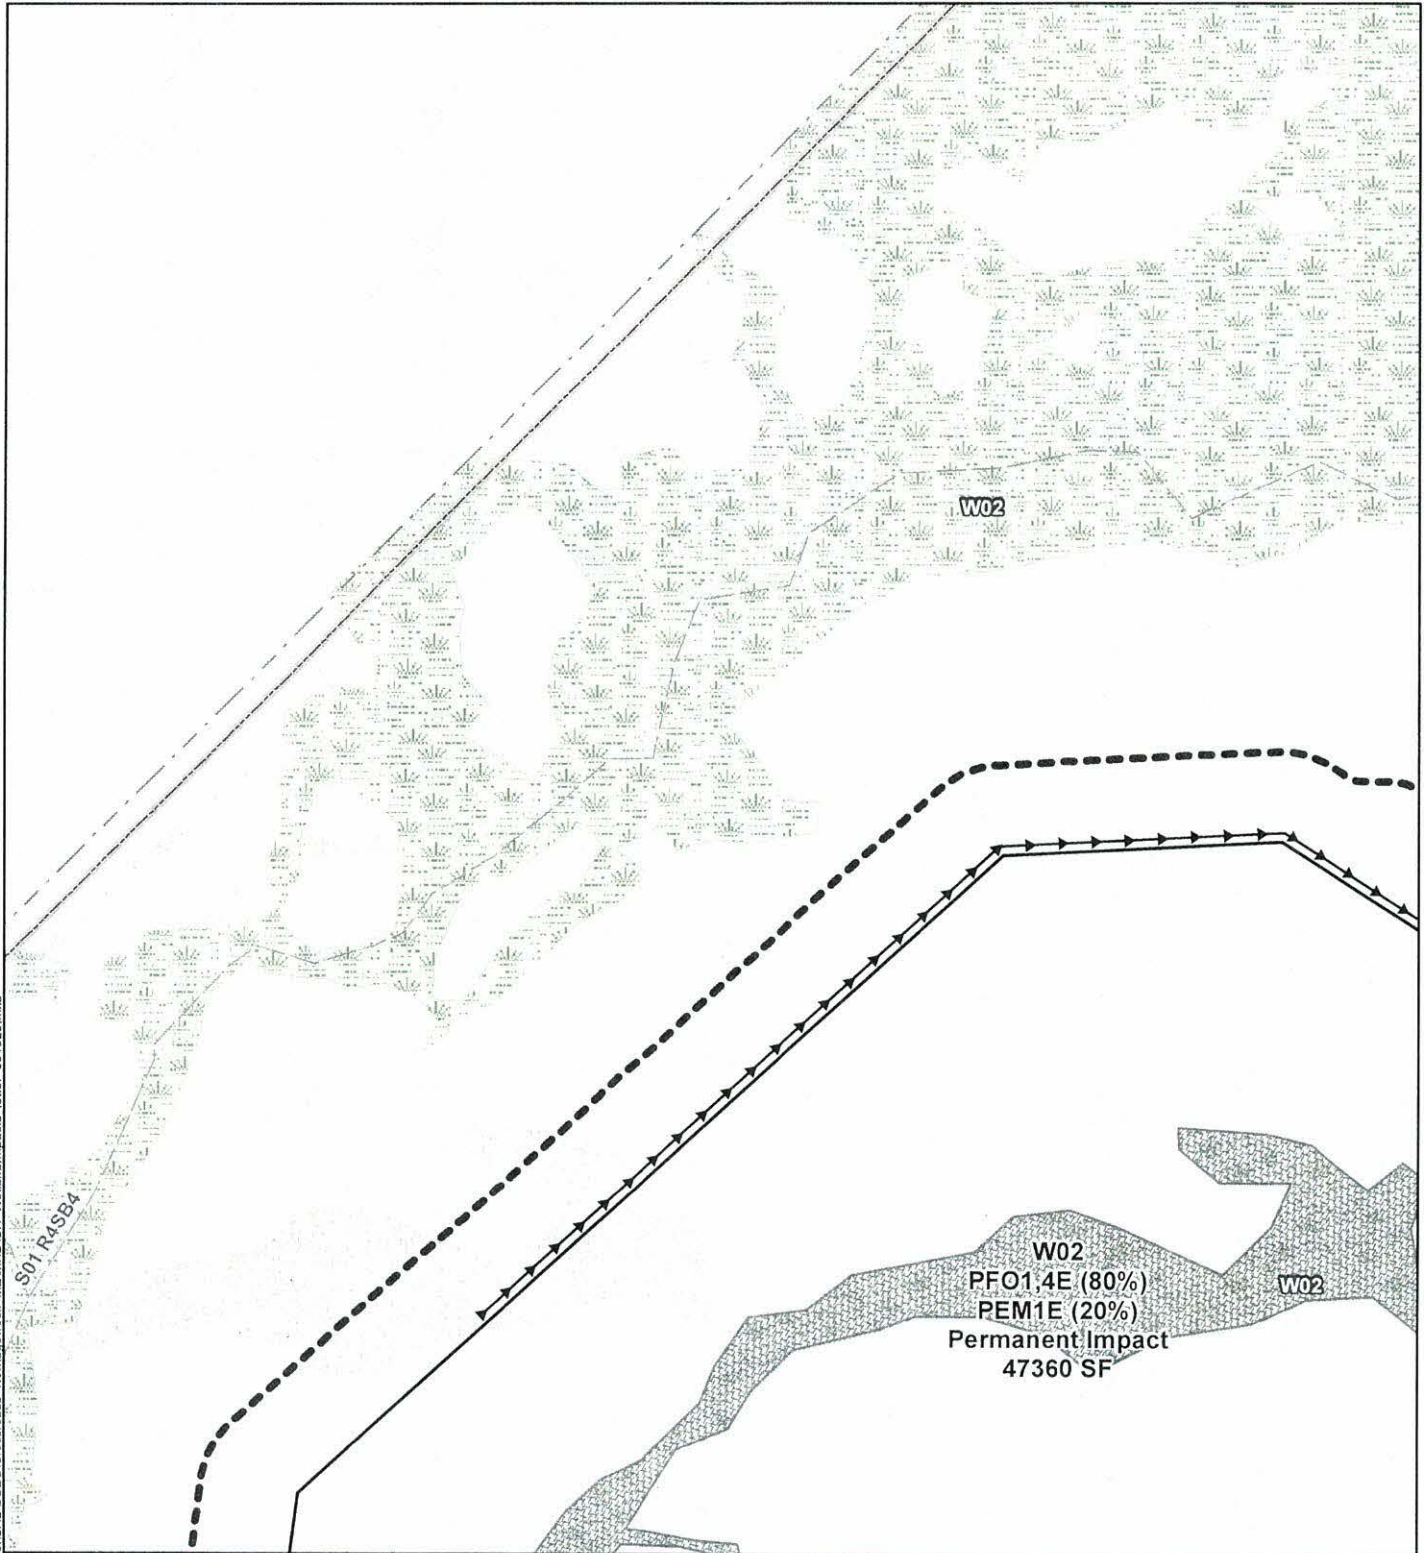 W02
S01 R4SB4
W02
PFO1,4E (80%)
PEM1E (20%)
Permanent Impact
47360 SF
W02